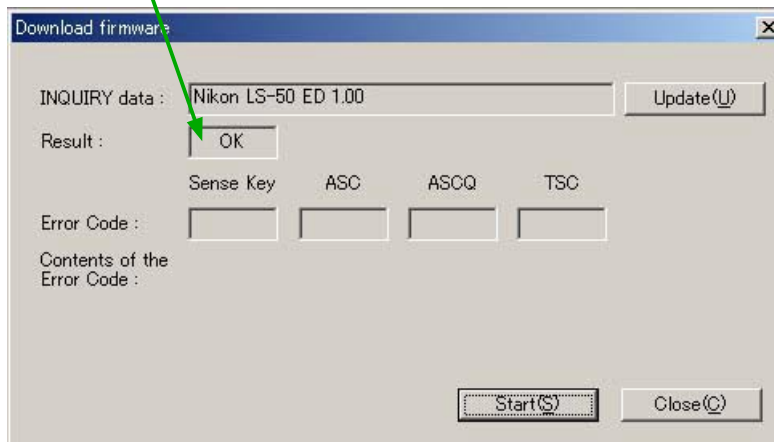 Download firmware
INQUIRY data : Nikon LS-50 ED 1.00 Update(U)
Result : OK
Sense Key ASC ASCQ TSC
Error Code :
Contents of the
Error Code :
Start(S) Close(C)